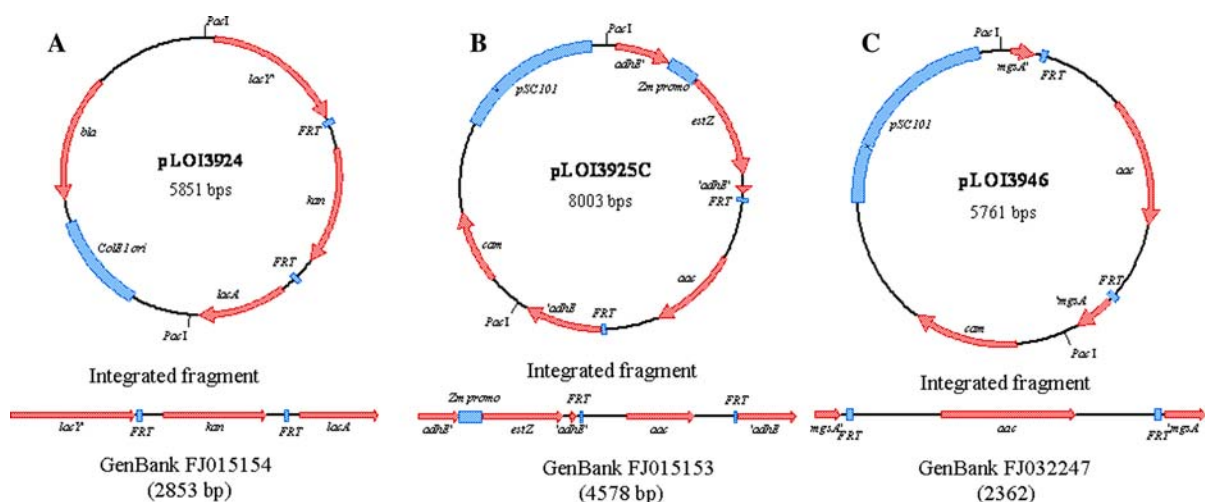 A
PacI
lacY'
FRT
kan
FRT
lacA
PacI
ColE1 ori
bla
pLOI3924
5851 bps
Integrated fragment
lacY' FRT kan FRT lacA
GenBank FJ015154
(2853 bp)
B
PacI
adhE'
Zm promo
estZ
'adhE'
FRT
aac
FRT
'adhE
PacI
cam
pSC101
pLOI3925C
8003 bps
Integrated fragment
Zm promo FRT FRT
adhE' estZ 'adhE' aac 'adhE
GenBank FJ015153
(4578 bp)
C
PacI
'mgsA'
FRT
aac
FRT
'mgsA
PacI
cam
pSC101
pLOI3946
5761 bps
Integrated fragment
mgsA' FRT aac FRT 'mgsA
GenBank FJ032247
(2362)